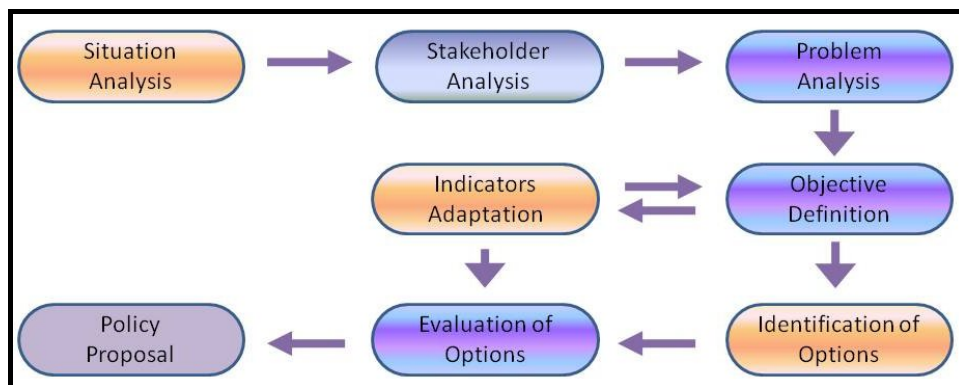 Situation
Analysis
Stakeholder
Analysis
Problem
Analysis
Indicators
Adaptation
Objective
Definition
Policy
Proposal
Evaluation of
Options
Identification of
Options